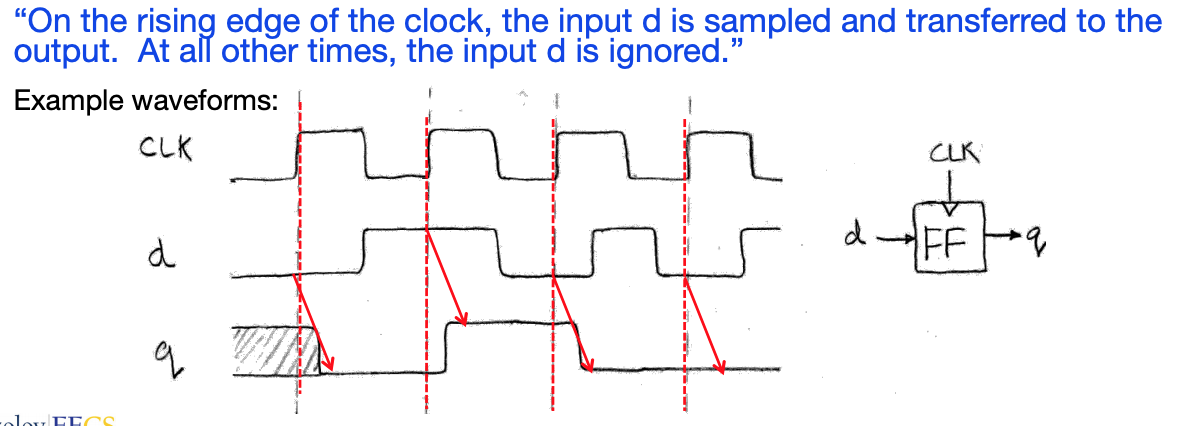 “On the rising edge of the clock, the input d is sampled and transferred to the
output. At all other times, the input d is ignored.”
Example waveforms:
CLK
CLK
d
d
FF
q
q
EECS